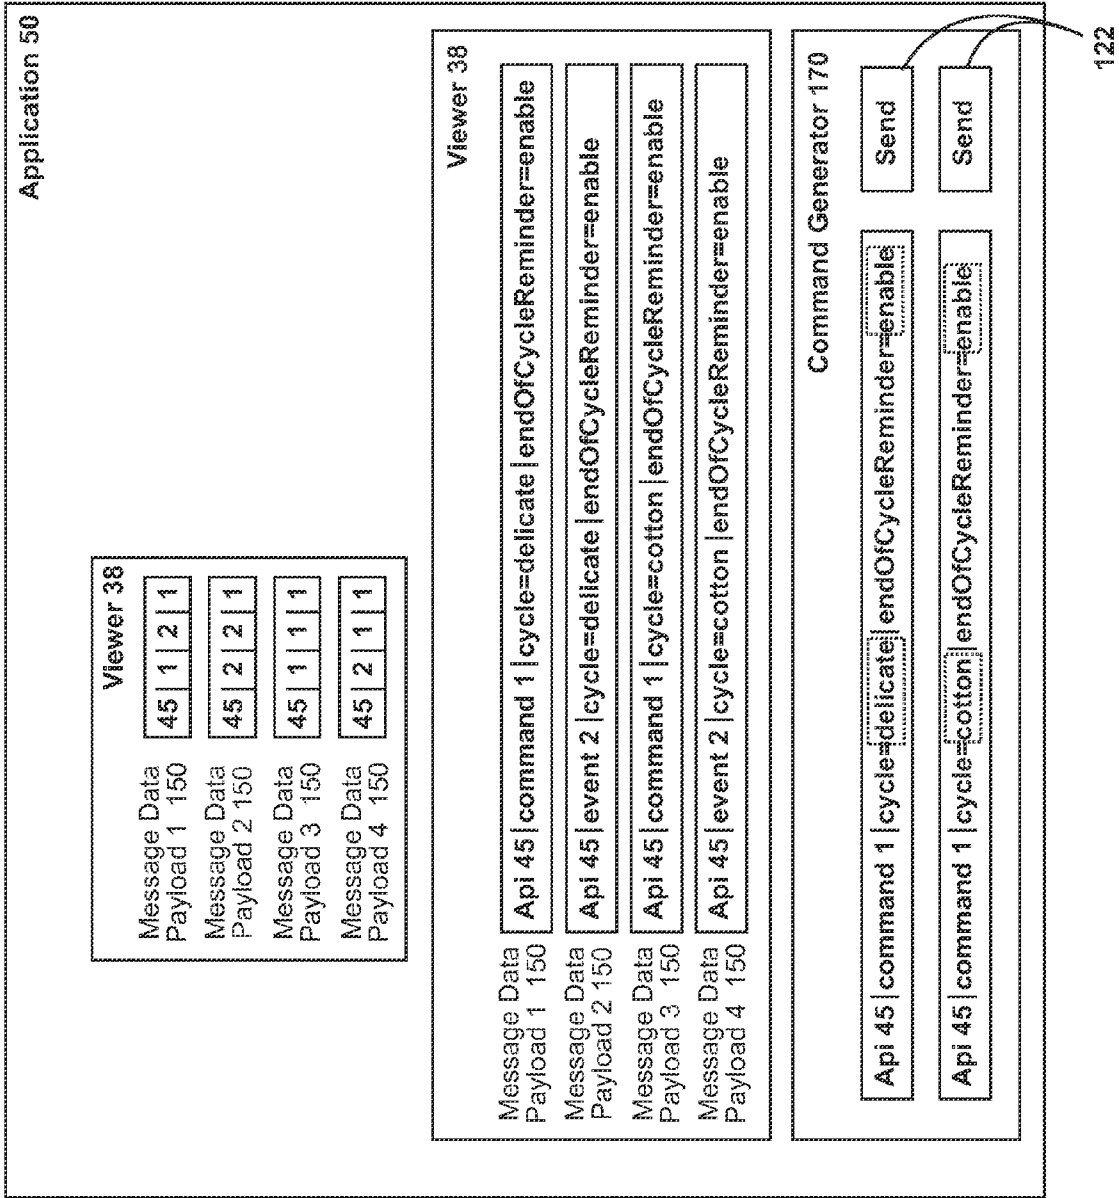 Application 50
Viewer 38
Message Data
Payload 1 150
45|1|2|1
Message Data
Payload 2 150
45|2|2|1
Message Data
Payload 3 150
45|1|1|1
Message Data
Payload 4 150
45|2|1|1
Viewer 38
Message Data
Payload 1 150
Api 45|command 1|cycle=delicate|endOfCycleReminder=enable
Message Data
Payload 2 150
Api 45|event 2|cycle=delicate|endOfCycleReminder=enable
Message Data
Payload 3 150
Api 45|command 1|cycle=cotton|endOfCycleReminder=enable
Message Data
Payload 4 150
Api 45|event 2|cycle=cotton|endOfCycleReminder=enable
Command Generator 170
Api 45|command 1|cycle=delicate|endOfCycleReminder=enable
Send
Api 45|command 1|cycle=cotton|endOfCycleReminder=enable
Send
122